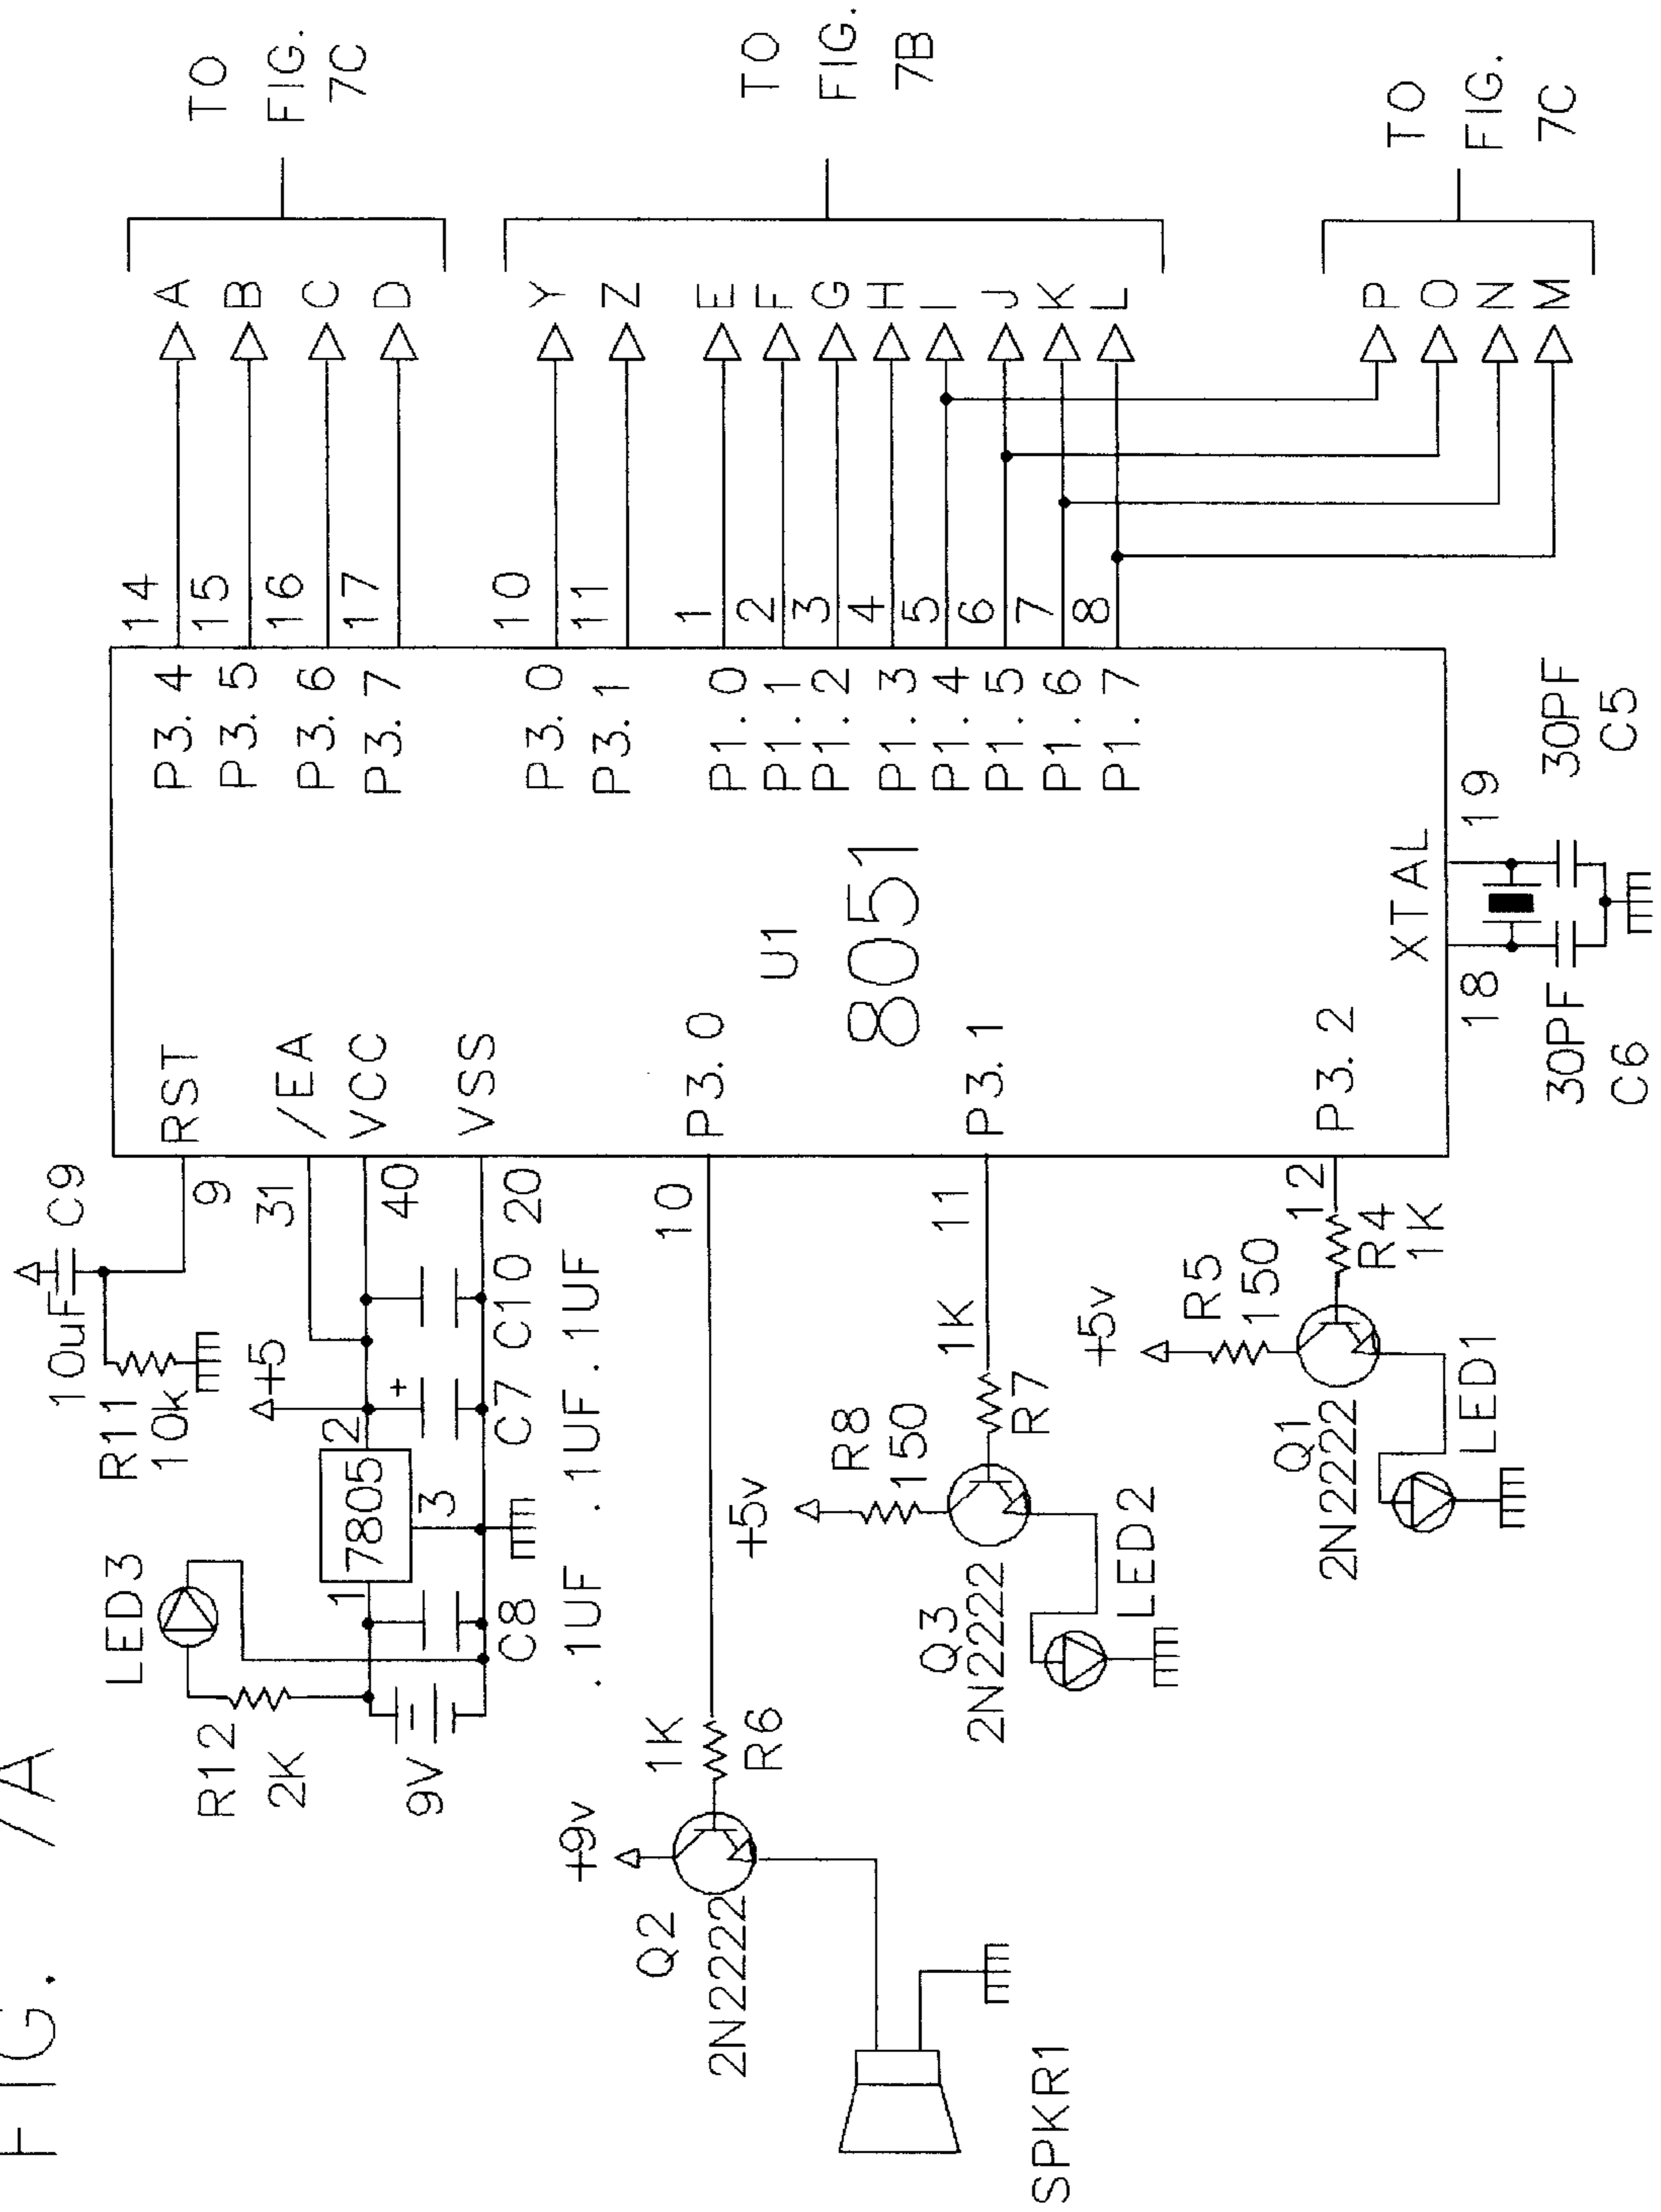 FIG. 7A
LED3
R12
2K
9V
1
7805
2
3
+5
C8
.1UF
C7
.1UF
C10
.1UF
R11
10k
10uF
C9
9
31
40
20
RST
/EA
VCC
VSS
+9v
Q2
2N2222
1K
R6
10
P3.0
SPKR1
+5v
R8
150
Q3
2N2222
LED2
1K
R7
11
P3.1
+5v
R5
150
Q1
2N2222
LED1
R4
1K
12
P3.2
U1
8051
XTAL
18
19
30PF
C6
30PF
C5
P3.4 14 A
P3.5 15 B
P3.6 16 C
P3.7 17 D
TO
FIG.
7C
P3.0 10 Y
P3.1 11 Z
P1.0 1 E
P1.1 2 F
P1.2 3 G
P1.3 4 H
P1.4 5 I
P1.5 6 J
P1.6 7 K
P1.7 8 L
TO
FIG.
7B
P
O
N
M
TO
FIG.
7C